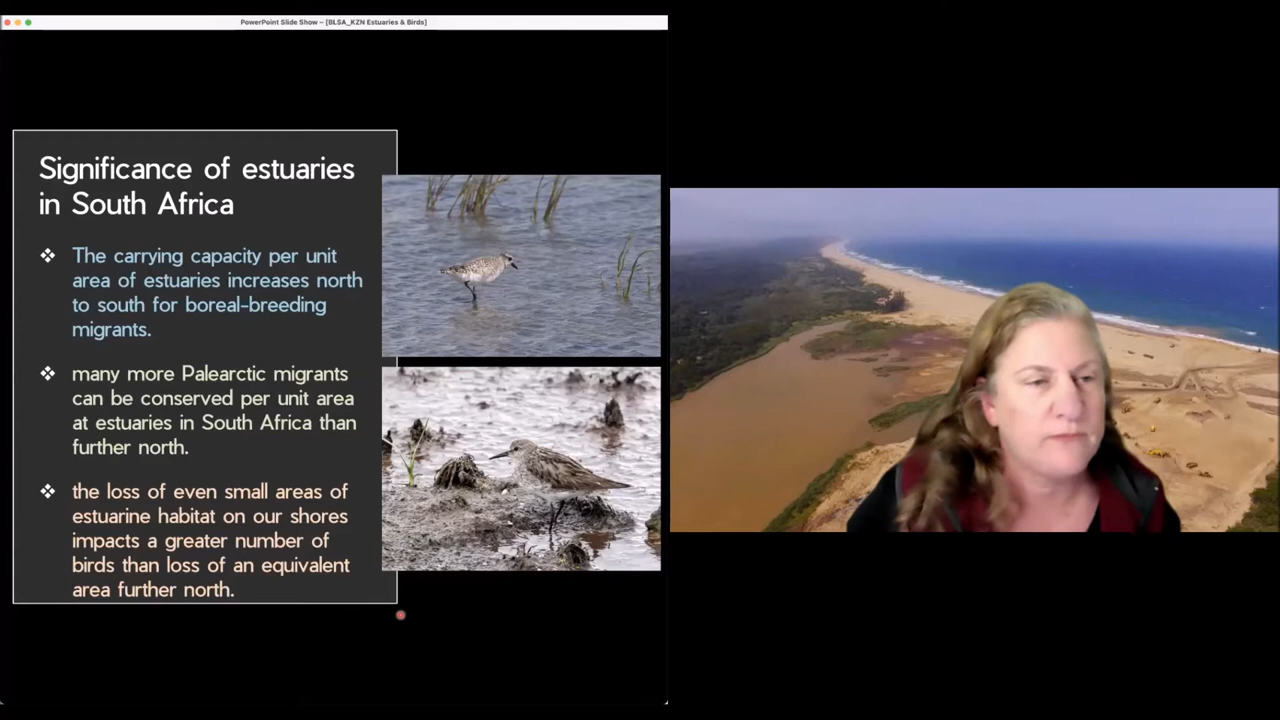 PowerPoint Slide Show – [BLSA_KZN Estuaries & Birds]
Significance of estuaries
in South Africa
❖ The carrying capacity per unit
area of estuaries increases north
to south for boreal-breeding
migrants.
❖ many more Palearctic migrants
can be conserved per unit area
at estuaries in South Africa than
further north.
❖ the loss of even small areas of
estuarine habitat on our shores
impacts a greater number of
birds than loss of an equivalent
area further north.